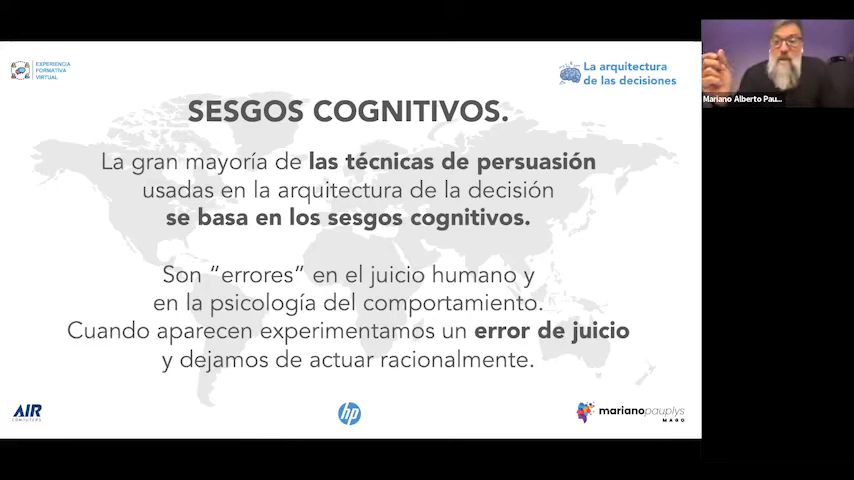 EXPERIENCIA
FORMATIVA
VIRTUAL
La arquitectura
de las decisiones
SESGOS COGNITIVOS.
La gran mayoría de las técnicas de persuasión
usadas en la arquitectura de la decisión
se basa en los sesgos cognitivos.
Son “errores” en el juicio humano y
en la psicología del comportamiento.
Cuando aparecen experimentamos un error de juicio
y dejamos de actuar racionalmente.
AIR
COMPUTERS
hp
marianopauplys
MAGO
Mariano Alberto Pau...